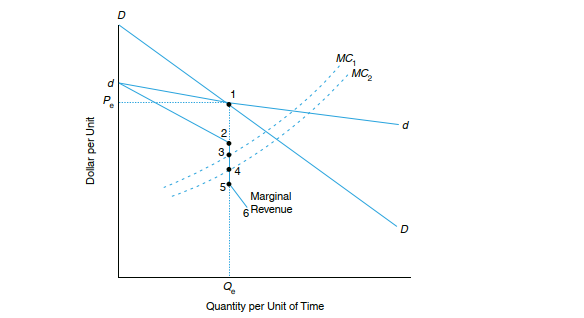 D
MC1
MC2
d
1
Pe
d
2
3
4
5
Marginal
6 Revenue
D
Qe
Dollar per Unit
Quantity per Unit of Time